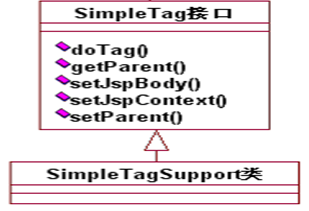 SimpleTag接口
doTag()
getParent()
setJspBody()
setJspContext()
setParent()
SimpleTagSupport类